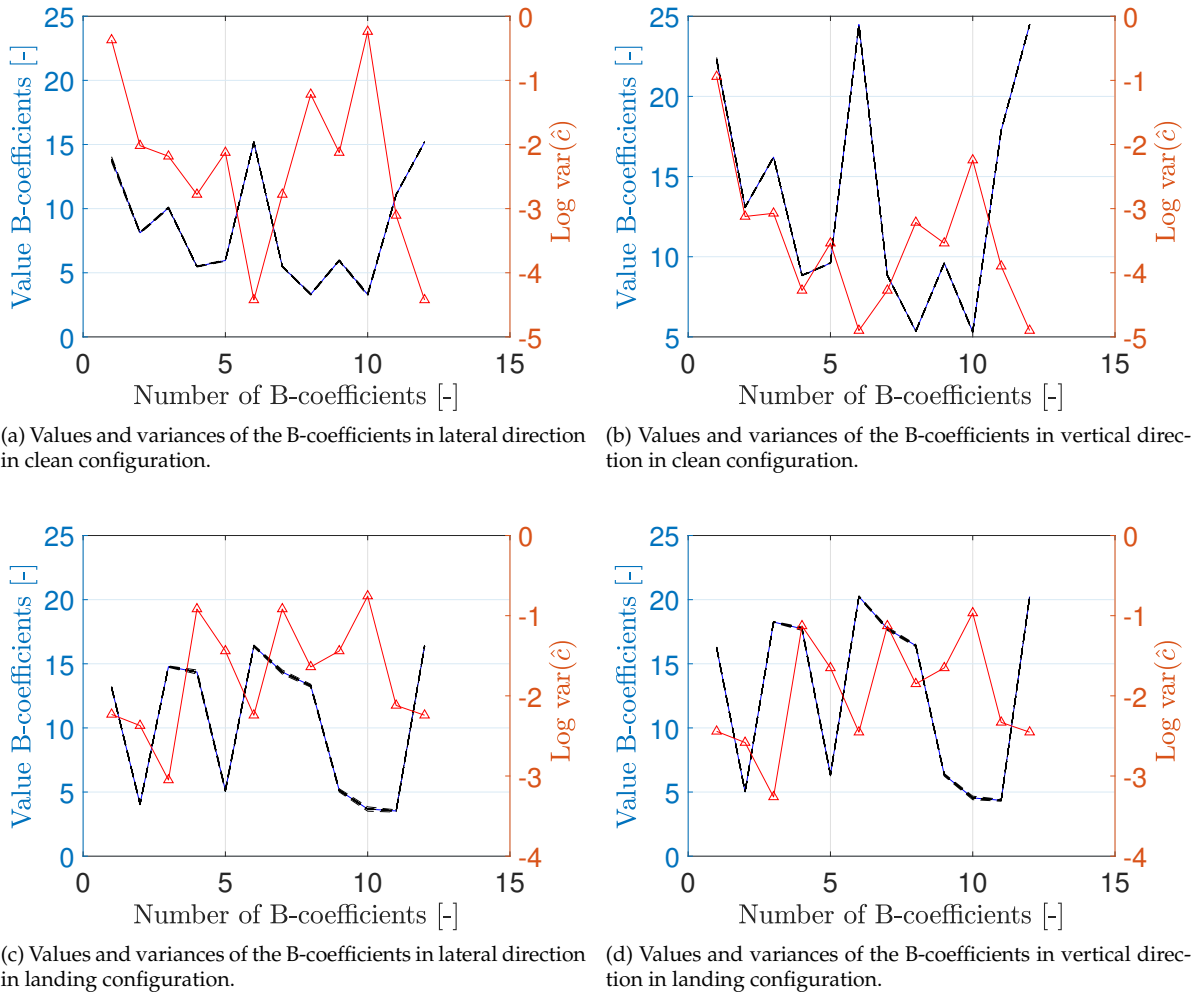 25
20
15
10
5
0
Value B-coefficients [-]
0
-1
-2
-3
-4
-5
Log var(ĉ)
0 5 10 15
Number of B-coefficients [-]
25
20
15
10
5
Value B-coefficients [-]
0
-1
-2
-3
-4
-5
Log var(ĉ)
0 5 10 15
Number of B-coefficients [-]
(a) Values and variances of the B-coefficients in lateral direction
in clean configuration.
(b) Values and variances of the B-coefficients in vertical direc-
tion in clean configuration.
25
20
15
10
5
0
Value B-coefficients [-]
0
-1
-2
-3
-4
Log var(ĉ)
0 5 10 15
Number of B-coefficients [-]
25
20
15
10
5
0
Value B-coefficients [-]
0
-1
-2
-3
-4
Log var(ĉ)
0 5 10 15
Number of B-coefficients [-]
(c) Values and variances of the B-coefficients in lateral direction
in landing configuration.
(d) Values and variances of the B-coefficients in vertical direc-
tion in landing configuration.